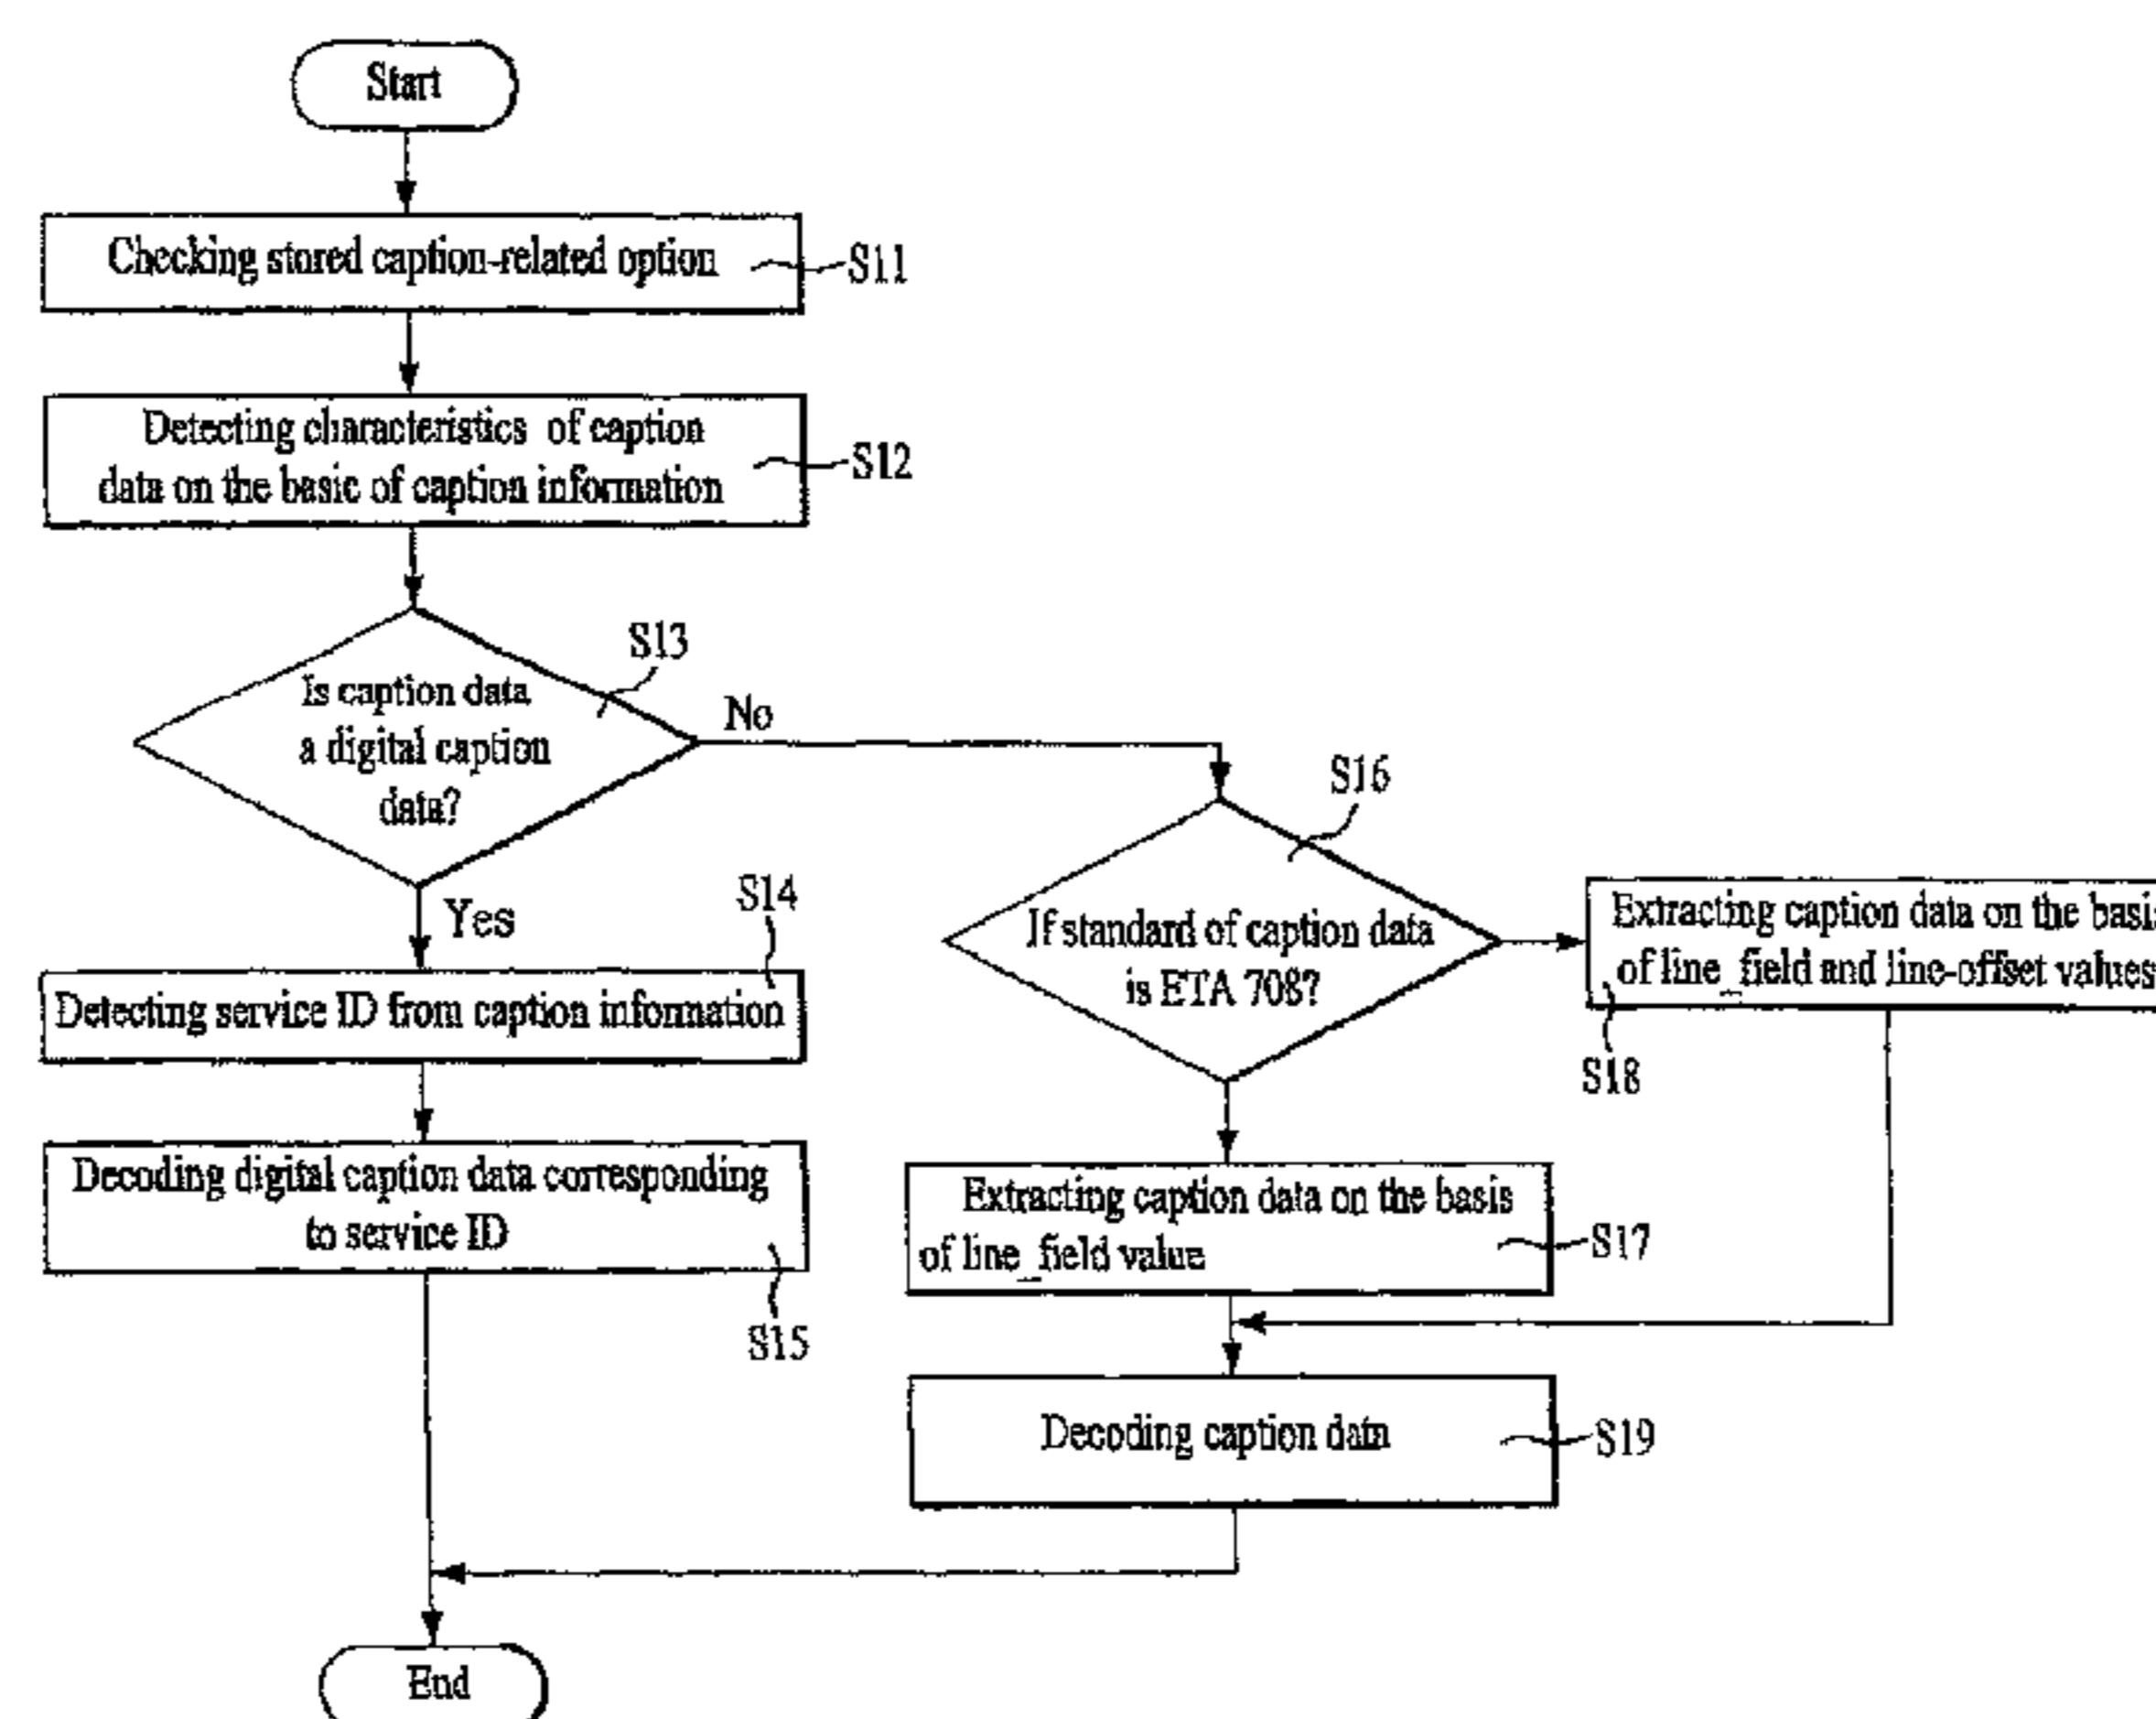 Start
Checking stored caption-related option
S11
Detecting characteristics of caption
data on the basic of caption information
S12
S13
Is caption data
a digital caption
data?
No
Yes
S14
Detecting service ID from caption information
Decoding digital caption data corresponding
to service ID
S15
S16
If standard of caption data
is ETA 708?
Extracting caption data on the basis
of line_field and line-offset values
S18
Extracting caption data on the basis
of line_field value
S17
Decoding caption data
S19
End